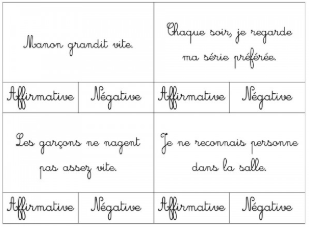 Manon grandit vite.
Chaque soir, je regarde
ma série préférée.
Affirmative Négative Affirmative Négative
Les garçons ne nagent
pas assez vite.
Je ne reconnais personne
dans la salle.
Affirmative Négative Affirmative Négative